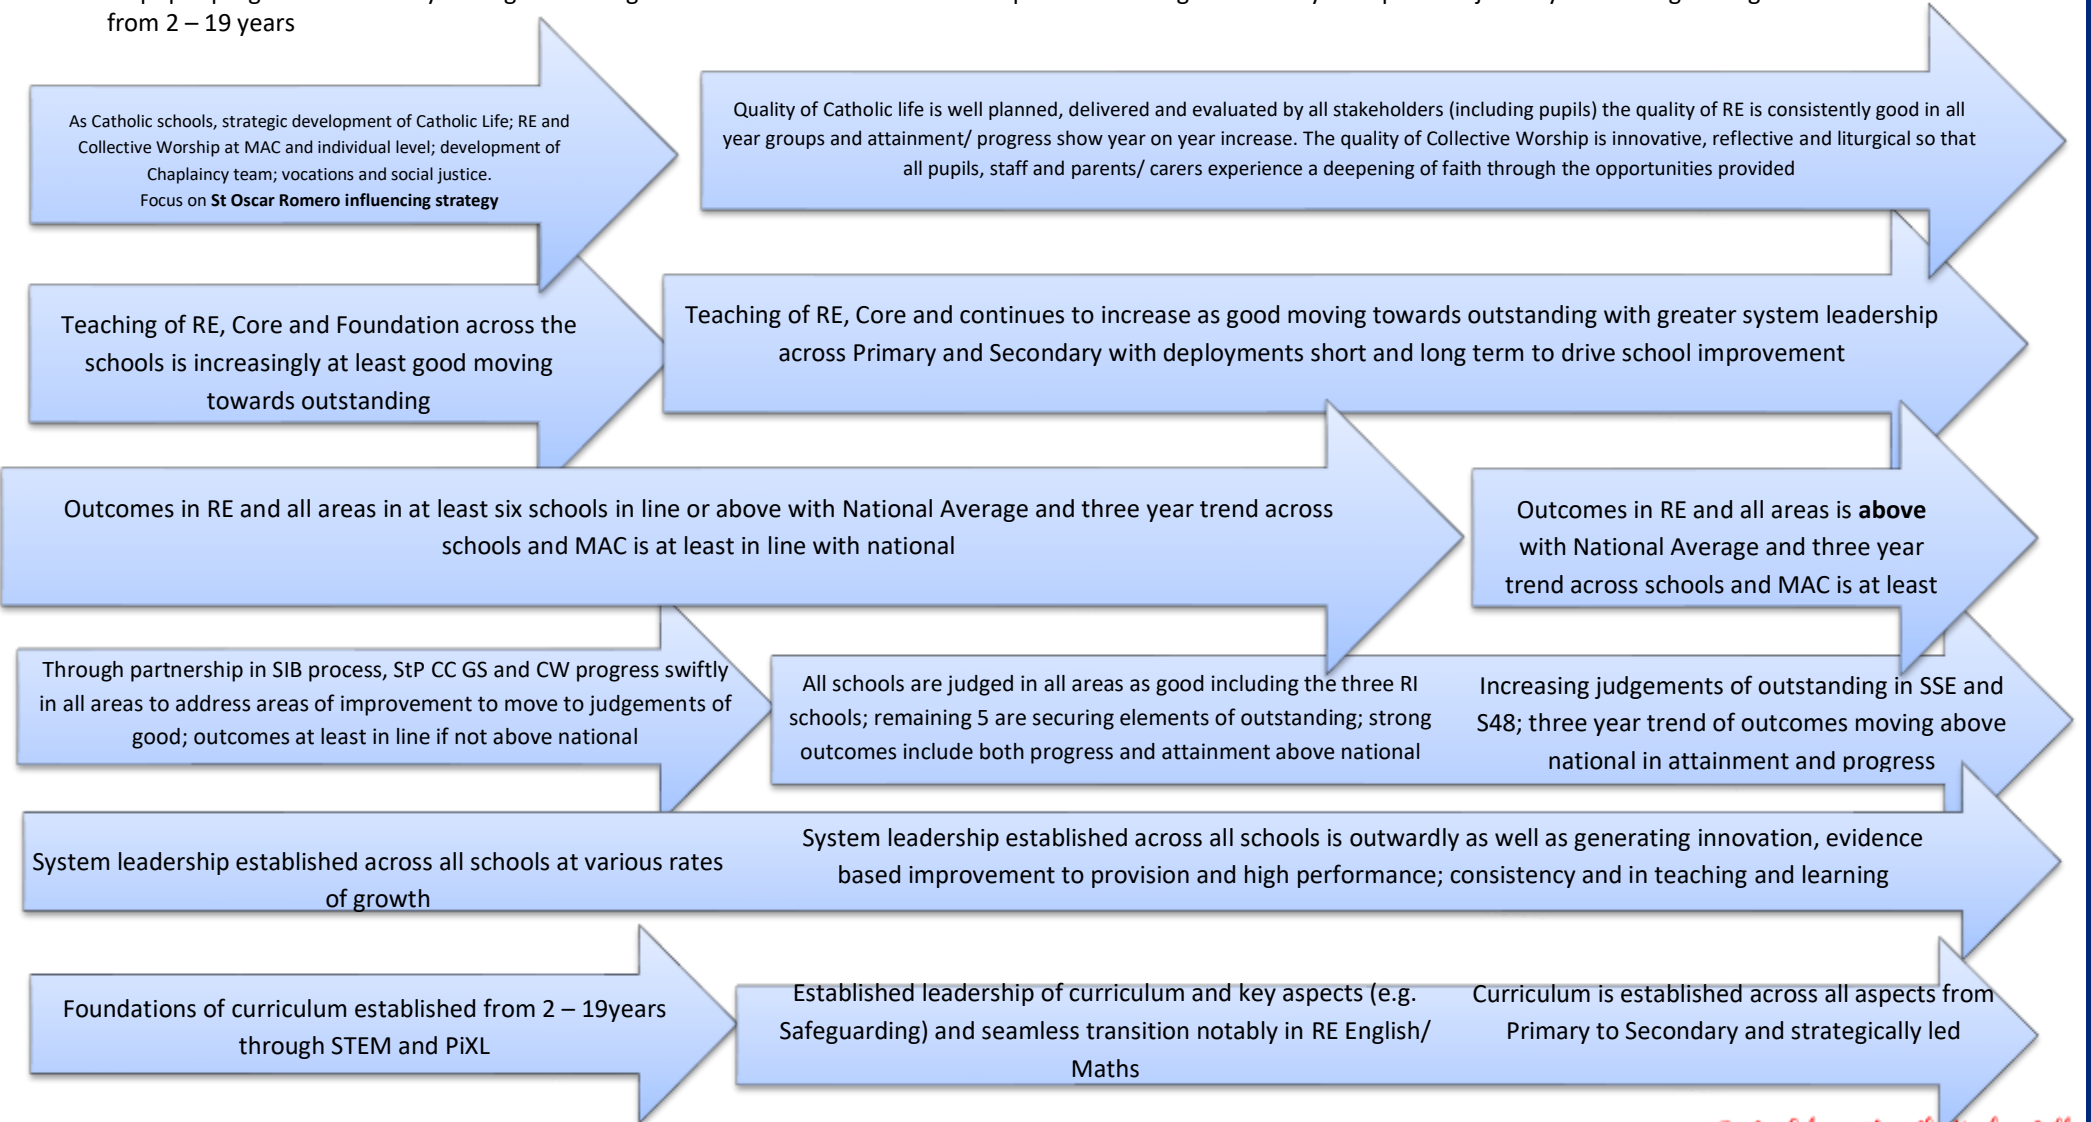 from 2 – 19 years
As Catholic schools, strategic development of Catholic Life; RE and
Collective Worship at MAC and individual level; development of
Chaplaincy team; vocations and social justice.
Focus on St Oscar Romero influencing strategy
Quality of Catholic life is well planned, delivered and evaluated by all stakeholders (including pupils) the quality of RE is consistently good in all
year groups and attainment/ progress show year on year increase. The quality of Collective Worship is innovative, reflective and liturgical so that
all pupils, staff and parents/ carers experience a deepening of faith through the opportunities provided
Teaching of RE, Core and Foundation across the
schools is increasingly at least good moving
towards outstanding
Teaching of RE, Core and continues to increase as good moving towards outstanding with greater system leadership
across Primary and Secondary with deployments short and long term to drive school improvement
Outcomes in RE and all areas in at least six schools in line or above with National Average and three year trend across
schools and MAC is at least in line with national
Outcomes in RE and all areas is above
with National Average and three year
trend across schools and MAC is at least
Through partnership in SIB process, StP CC GS and CW progress swiftly
in all areas to address areas of improvement to move to judgements of
good; outcomes at least in line if not above national
All schools are judged in all areas as good including the three RI
schools; remaining 5 are securing elements of outstanding; strong
outcomes include both progress and attainment above national
Increasing judgements of outstanding in SSE and
S48; three year trend of outcomes moving above
national in attainment and progress
System leadership established across all schools at various rates
of growth
System leadership established across all schools is outwardly as well as generating innovation, evidence
based improvement to provision and high performance; consistency and in teaching and learning
Foundations of curriculum established from 2 – 19years
through STEM and PiXL
Established leadership of curriculum and key aspects (e.g.
Safeguarding) and seamless transition notably in RE English/
Maths
Curriculum is established across all aspects from
Primary to Secondary and strategically led